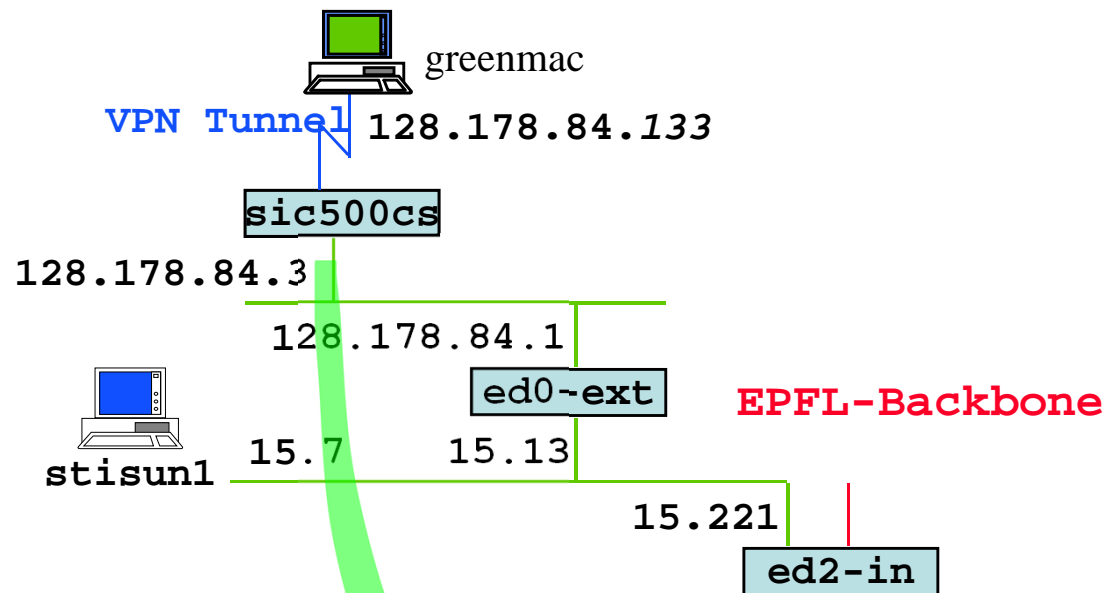 greenmac
VPN Tunnel
128.178.84.133
sic500cs
128.178.84.3
128.178.84.1
ed0-ext
EPFL-Backbone
15.7
15.13
stisun1
15.221
ed2-in